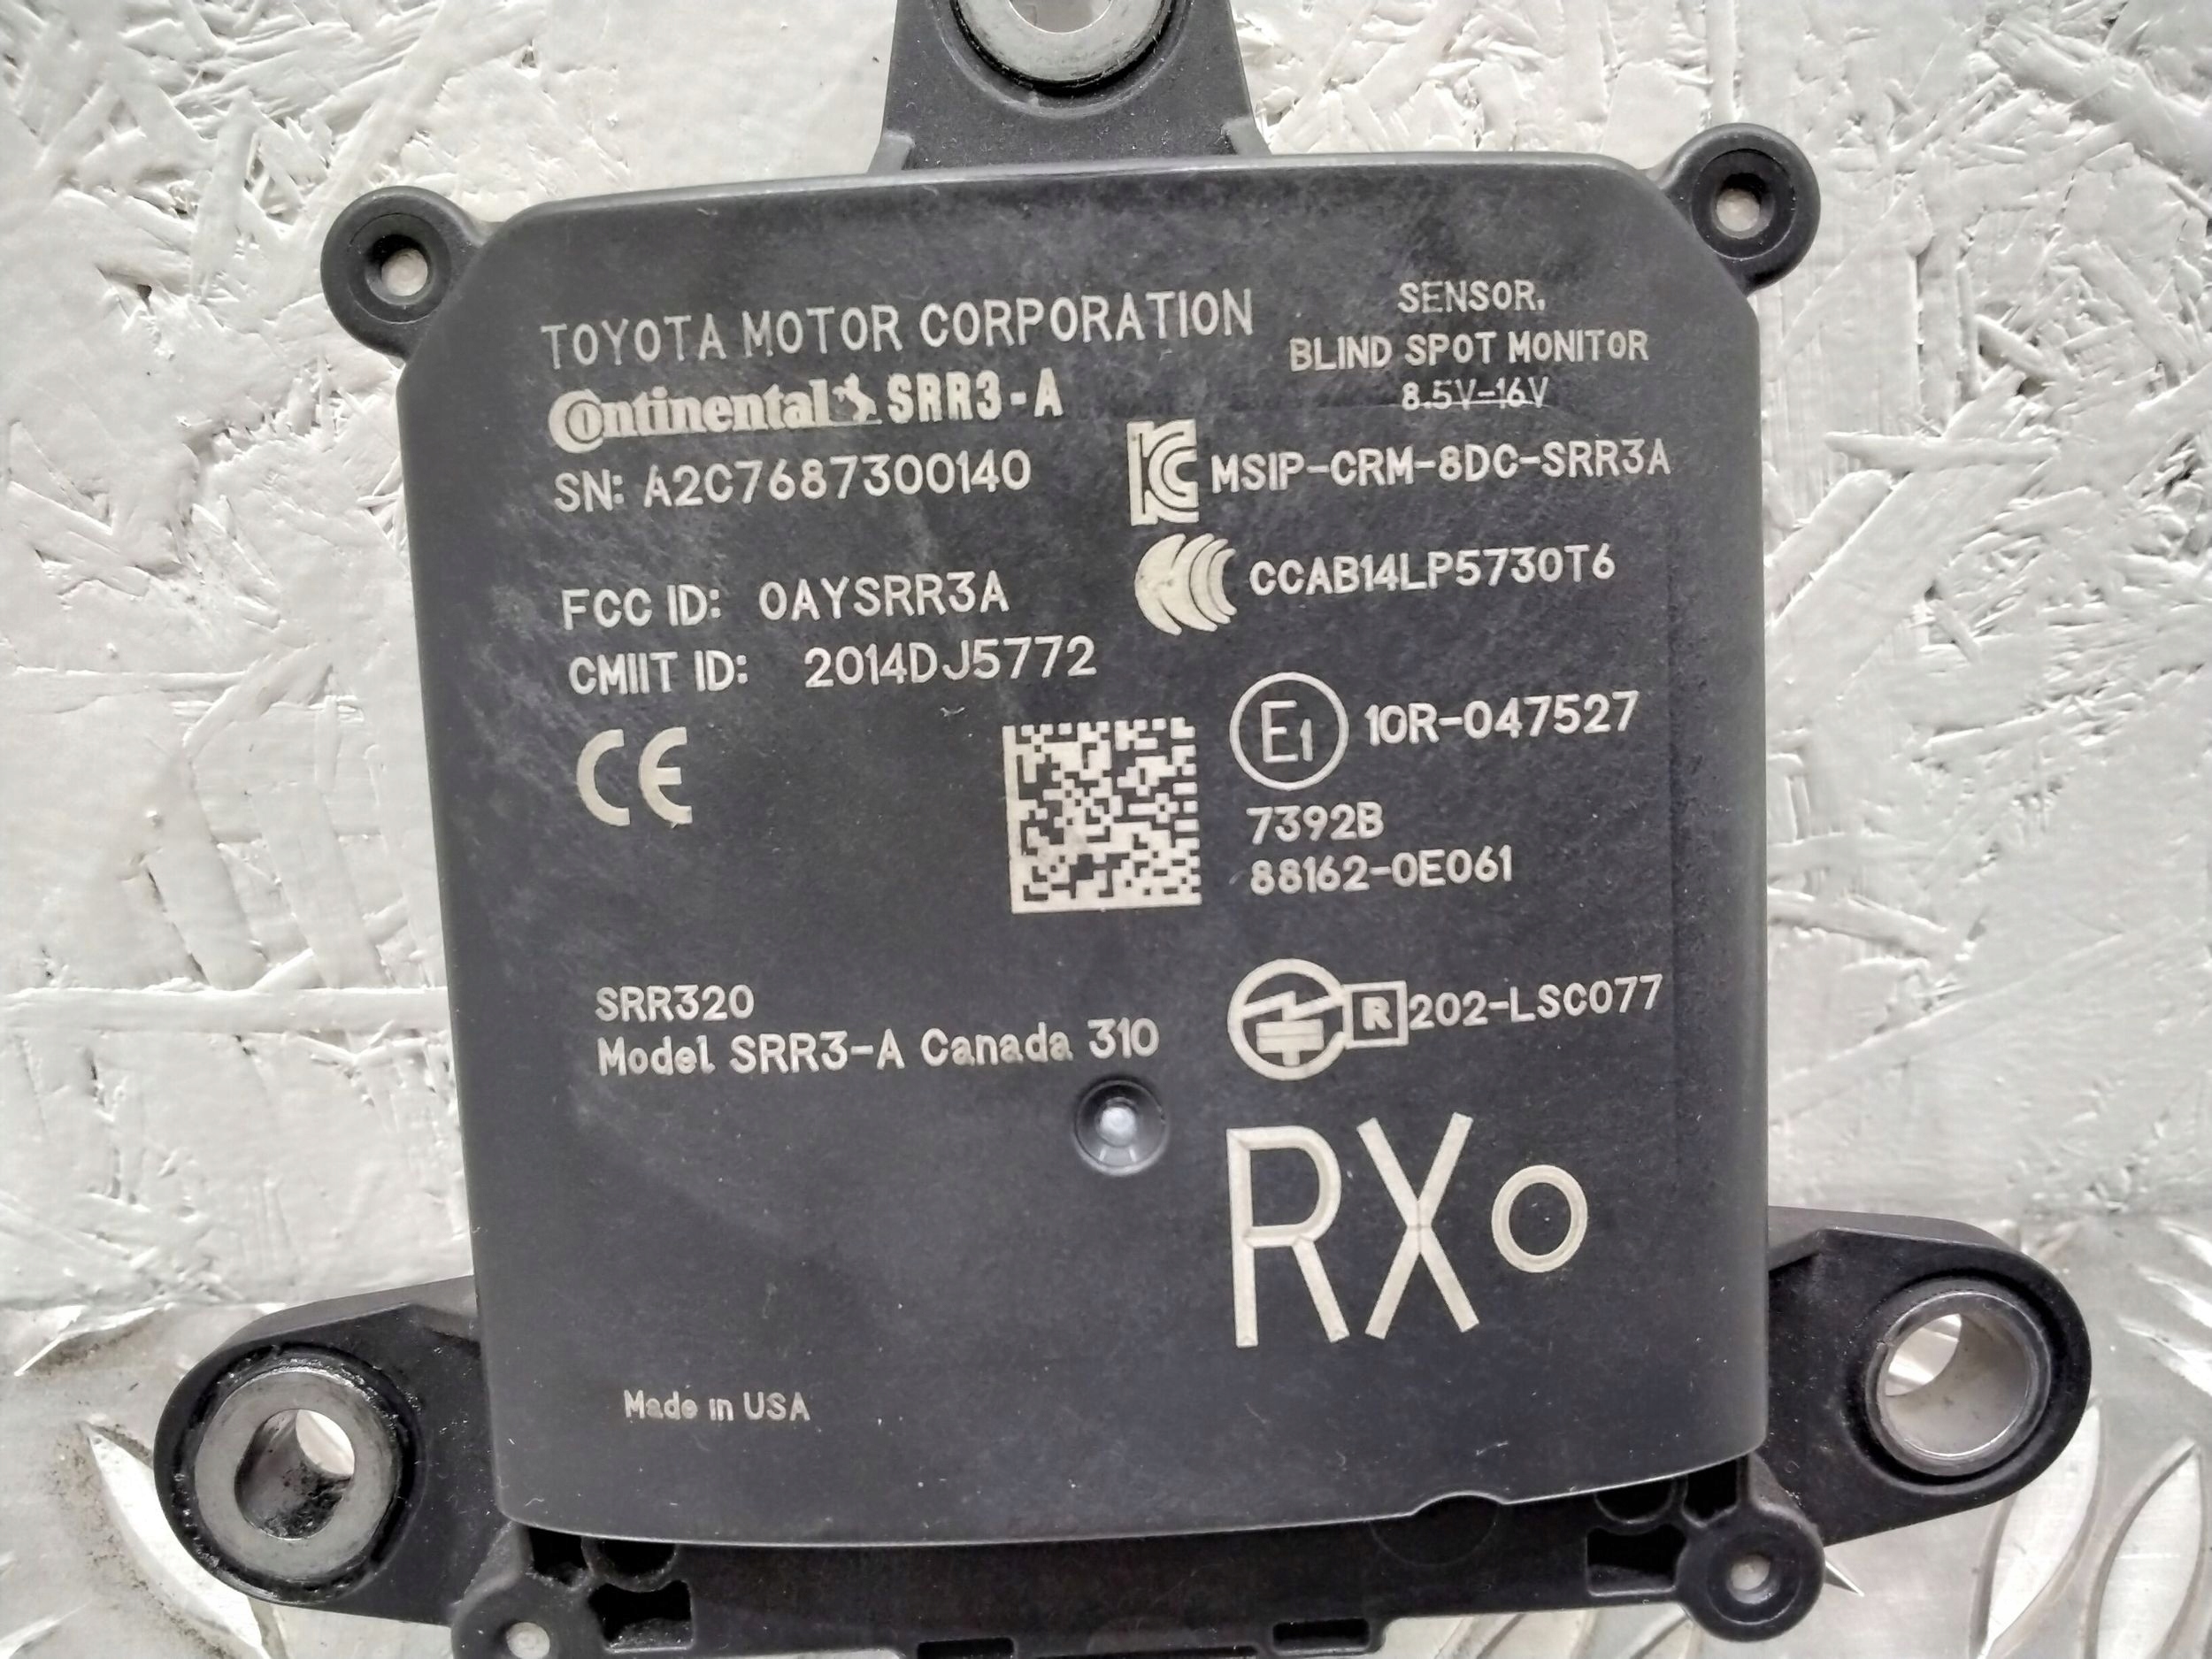 TOYOTA MOTOR CORPORATION
Continental SRR3-A
SN: A2C7687300140
FCC ID: OAYSRR3A
CMIIT ID: 2014DJ5772
CE
SRR320
Model SRR3-A Canada 310
Made in USA
SENSOR,
BLIND SPOT MONITOR
8.5V-16V
MSIP-CRM-8DC-SRR3A
CCAB14LP5730T6
E1 10R-047527
7392B
88162-0E061
R 202-LSC077
RXo